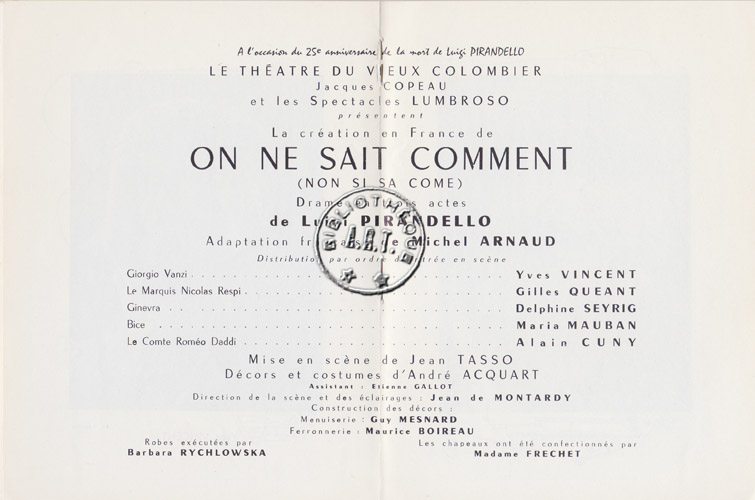 A l'occasion du 25e anniversaire de la mort de Luigi PIRANDELLO
LE THÉATRE DU VIEUX COLOMBIER
Jacques COPEAU
et les Spectacles LUMBROSO
présentent
La création en France de
ON NE SAIT COMMENT
(NON SI SA COME)
Drame en trois actes
de Luigi PIRANDELLO
Adaptation française de Michel ARNAUD
Distribution par ordre d'entrée en scène
Giorgio Vanzi . . . . . . . . . . . . . . . . . . . . . . . . Yves VINCENT
Le Marquis Nicolas Respi . . . . . . . . . . . . . . . . . . . Gilles QUEANT
Ginevra . . . . . . . . . . . . . . . . . . . . . . . . Delphine SEYRIG
Bice . . . . . . . . . . . . . . . . . . . . . . . . Maria MAUBAN
Le Comte Roméo Daddi . . . . . . . . . . . . . . . . . . . Alain CUNY
Mise en scène de Jean TASSO
Décors et costumes d'André ACQUART
Assistant : Etienne GALLOT
Direction de la scène et des éclairages : Jean de MONTARDY
Construction des décors :
Menuiserie : Guy MESNARD
Ferronnerie : Maurice BOIREAU
Robes exécutées par
Barbara RYCHLOWSKA
Les chapeaux ont été confectionnés par
Madame FRECHET
BIBLIOTHÈQUE
A.R.T.